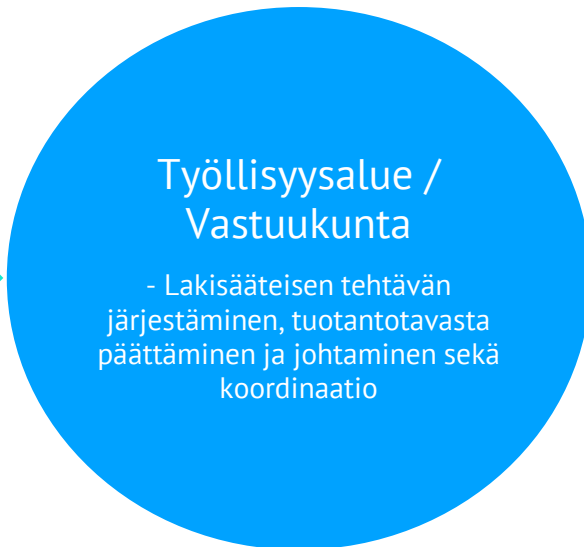 Työllisyysalue /
Vastuukunta
- Lakisääteisen tehtävän
järjestäminen, tuotantotavasta
päättäminen ja johtaminen sekä
koordinaatio